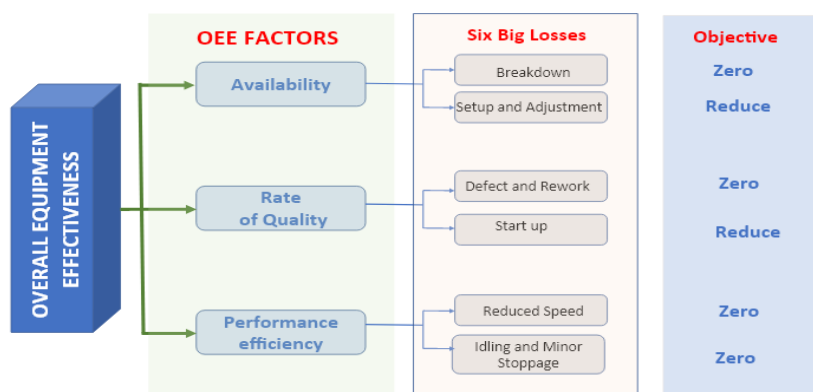 OEE FACTORS
Six Big Losses
Objective
OVERALL EQUIPMENT
EFFECTIVENESS
Availability
Breakdown
Zero
Setup and Adjustment
Reduce
Rate
of Quality
Defect and Rework
Zero
Start up
Reduce
Performance
efficiency
Reduced Speed
Zero
Idling and Minor
Stoppage
Zero